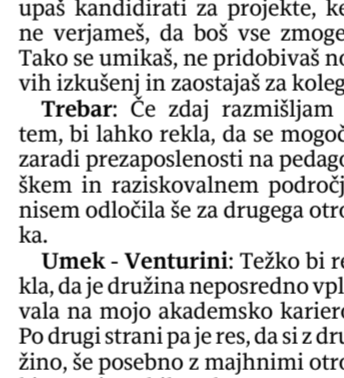 upaš kandidirati za projekte, ke
ne verjameš, da boš vse zmoge
Tako se umikaš, ne pridobivaš no
vih izkušenj in zaostajaš za koleg
Trebar: Če zdaj razmišljam
tem, bi lahko rekla, da se mogoč
zaradi prezaposlenosti na pedago
škem in raziskovalnem področj
nisem odločila še za drugega otro
ka.
Umek - Venturini: Težko bi re
kla, da je družina neposredno vpl
vala na mojo akademsko kariero
Po drugi strani pa je res, da si z dru
žino, še posebno z majhnimi otro